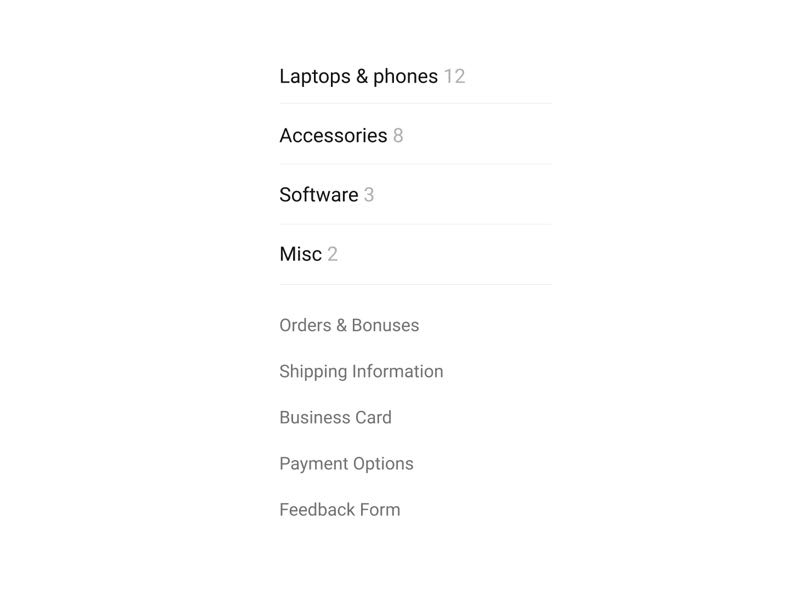 Laptops & phones 12
Accessories 8
Software 3
Misc 2
Orders & Bonuses
Shipping Information
Business Card
Payment Options
Feedback Form